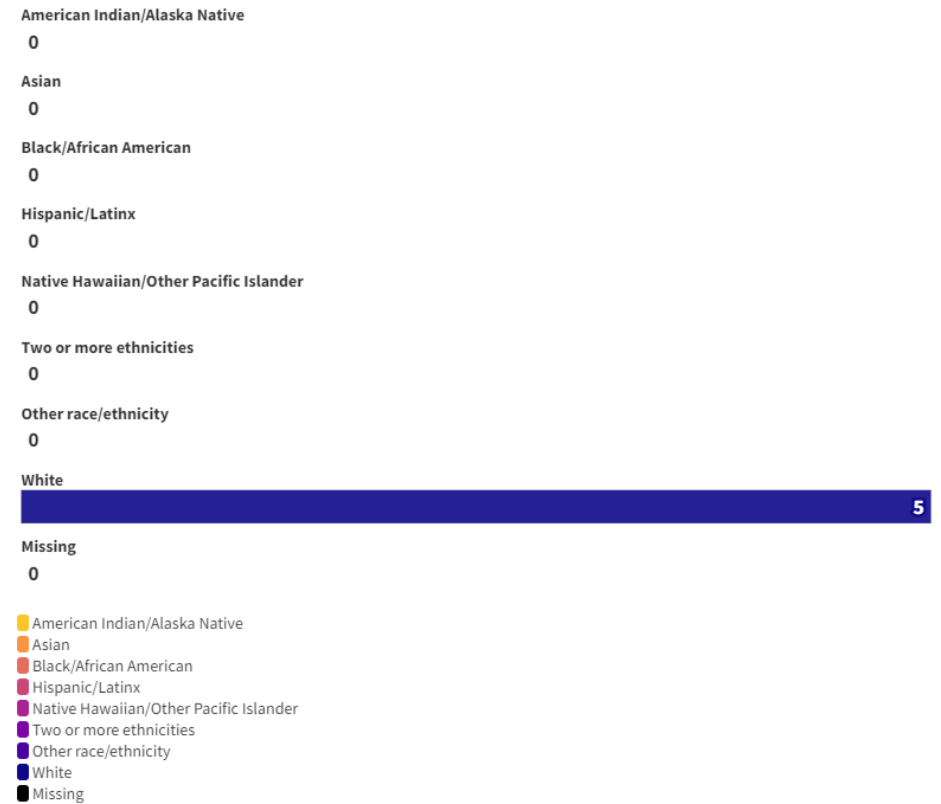 American Indian/Alaska Native
0
Asian
0
Black/African American
0
Hispanic/Latinx
0
Native Hawaiian/Other Pacific Islander
0
Two or more ethnicities
0
Other race/ethnicity
0
White
5
Missing
0
American Indian/Alaska Native
Asian
Black/African American
Hispanic/Latinx
Native Hawaiian/Other Pacific Islander
Two or more ethnicities
Other race/ethnicity
White
Missing